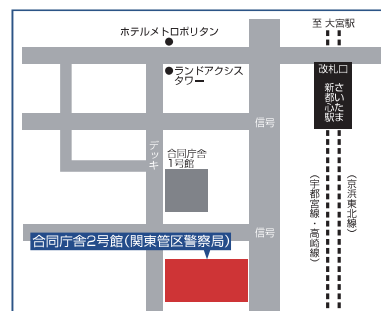 至 大宮駅
ホテルメトロポリタン
●ランドアクシス
タワー
改札口
さいたま
新都心駅
信号
デッキ
合同庁舎
1号館
(宇都宮線・高崎線)
(京浜東北線)
信号
合同庁舎2号館(関東管区警察局)